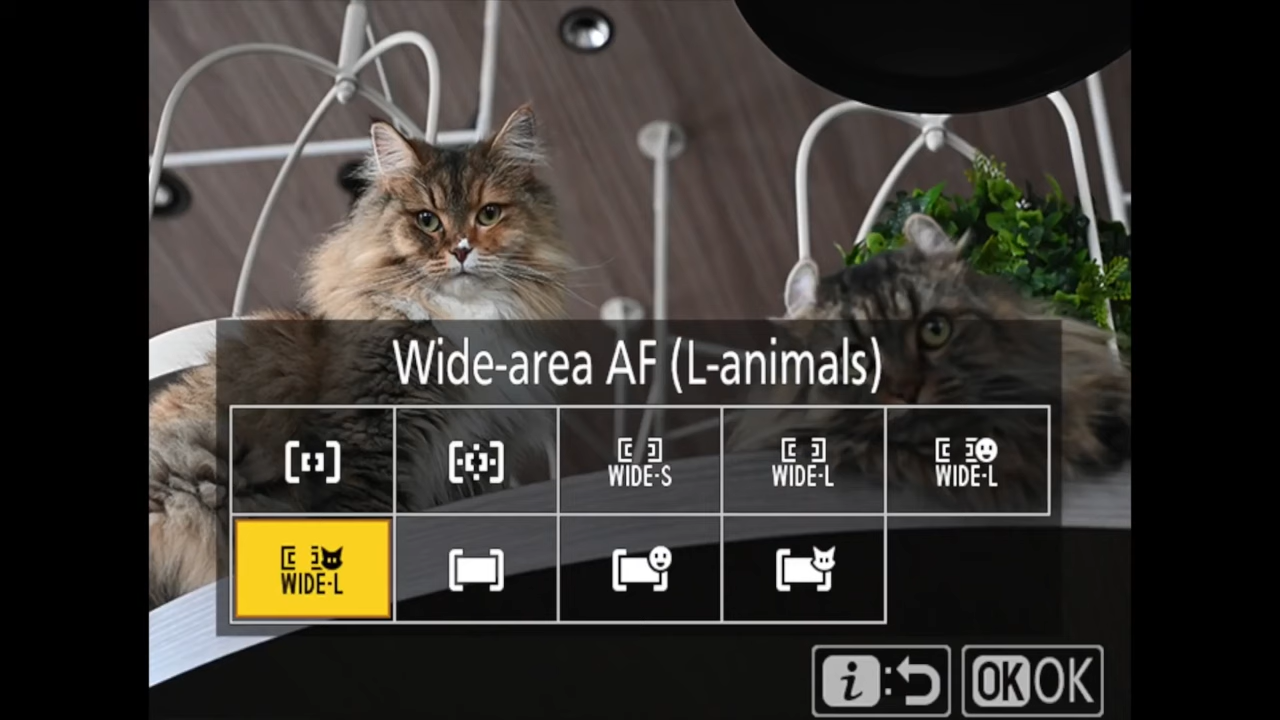 Wide-area AF (L-animals)
WIDE-S
WIDE-L
WIDE-L
WIDE-L
i: OK OK